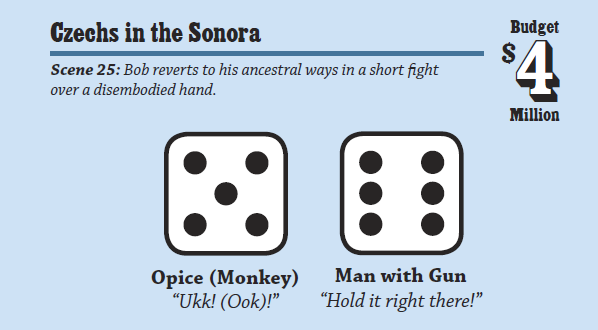 Czechs in the Sonora
Budget
$4
Million
Scene 25: Bob reverts to his ancestral ways in a short fight
over a disembodied hand.
Opice (Monkey)
“Ukk! (Ook)!”
Man with Gun
“Hold it right there!”